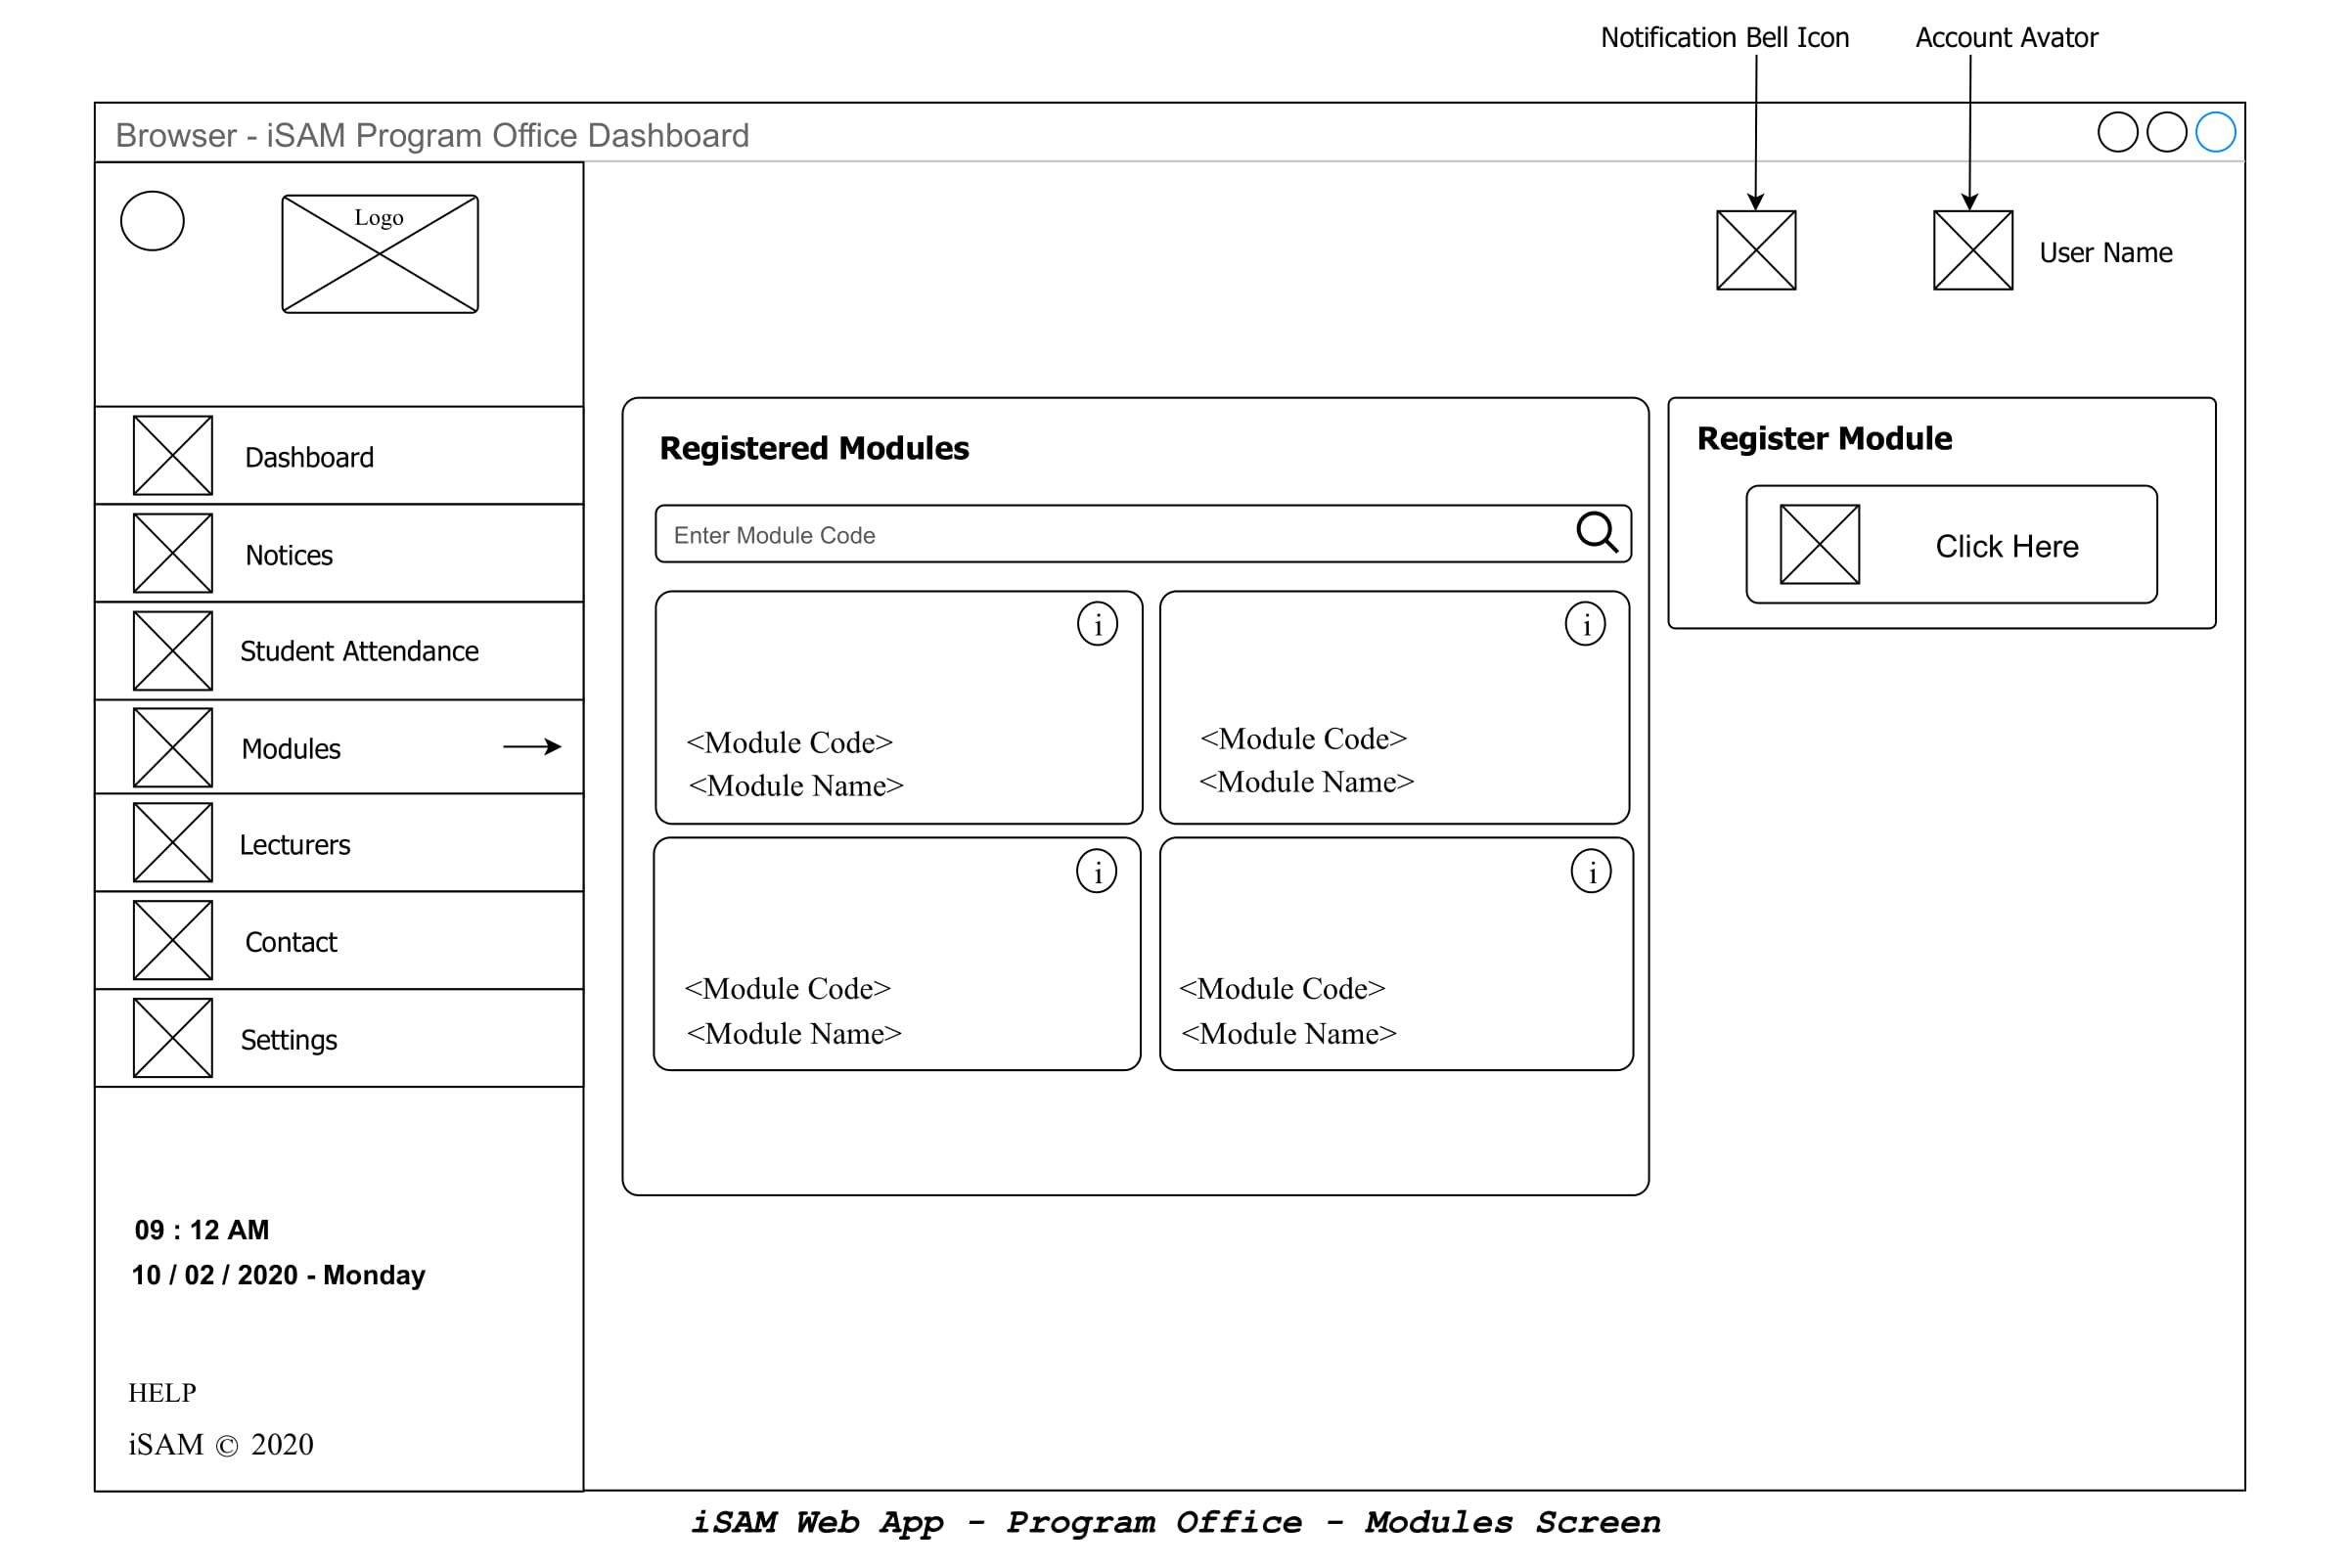 Notification Bell Icon
Account Avator
Browser - iSAM Program Office Dashboard
Logo
User Name
Dashboard
Notices
Student Attendance
Modules
Lecturers
Contact
Settings
09 : 12 AM
10 / 02 / 2020 - Monday
HELP
iSAM © 2020
Registered Modules
Enter Module Code
i
<Module Code>
<Module Name>
i
<Module Code>
<Module Name>
i
<Module Code>
<Module Name>
i
<Module Code>
<Module Name>
Register Module
Click Here
iSAM Web App - Program Office - Modules Screen